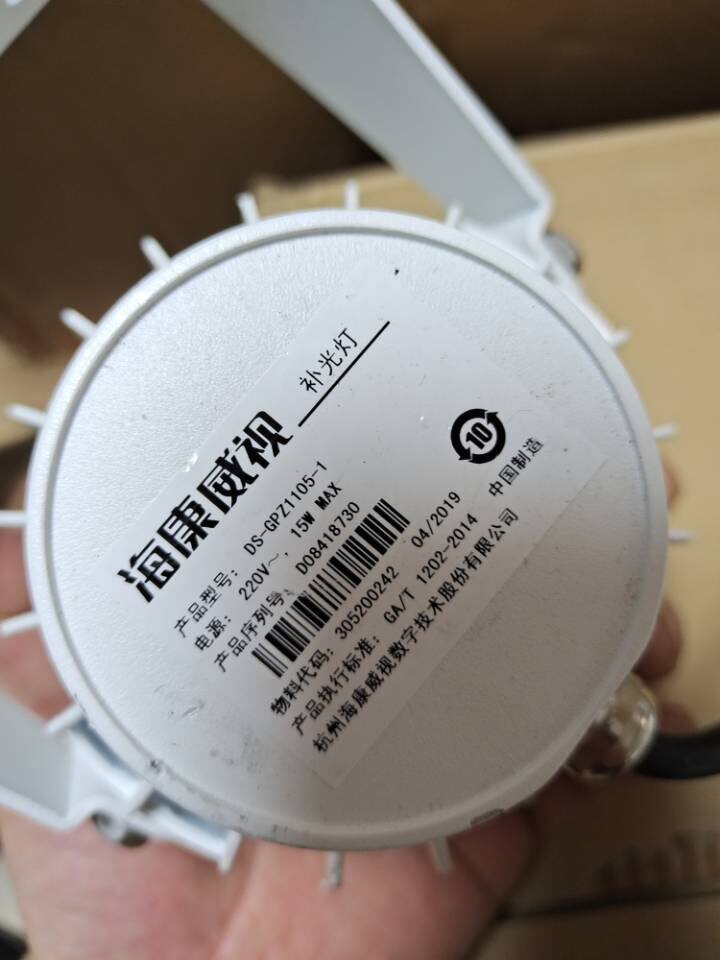 海康威视 补光灯
产品型号: DS-GPZ1105-1
电源: 220V～, 15W MAX
产品序列号: D08418730
10
物料代码: 305200242 04/2019 中国制造
产品执行标准: GA/T 1202-2014
杭州海康威视数字技术股份有限公司